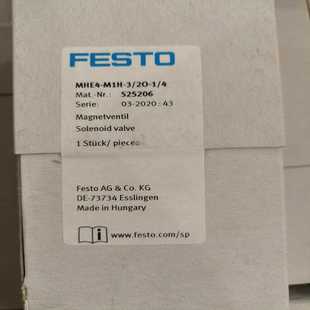 FESTO
MHE4-M1H-3/2O-1/4
Mat.-Nr.: 525206
Serie: 03-2020: 43
Magnetventil
Solenoid valve
1 Stück/ pieces
Festo AG & Co. KG
DE-73734 Esslingen
Made in Hungary
www.festo.com/sp